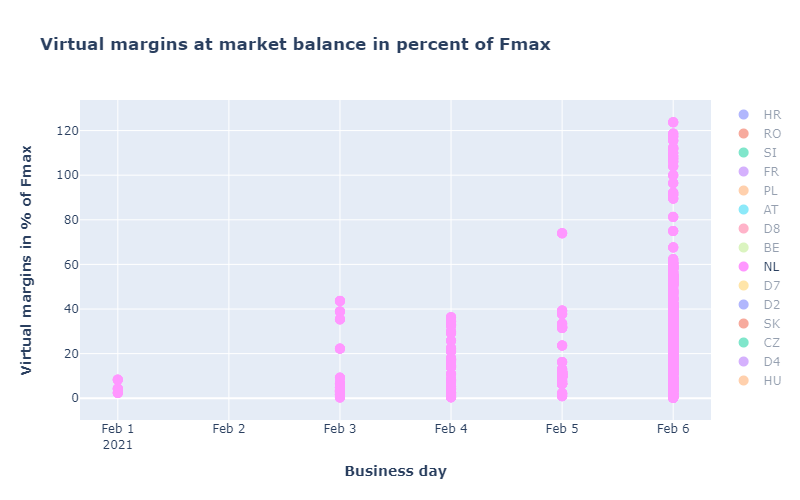 Virtual margins at market balance in percent of Fmax
Virtual margins in % of Fmax
120
100
80
60
40
20
0
Feb 1
2021
Feb 2
Feb 3
Feb 4
Feb 5
Feb 6
Business day
HR
RO
SI
FR
PL
AT
D8
BE
NL
D7
D2
SK
CZ
D4
HU